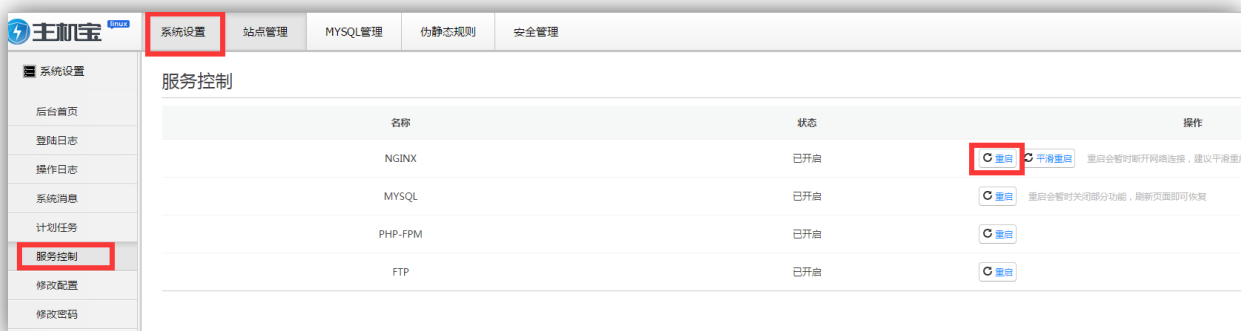 主机宝 linux
系统设置 站点管理 MYSQL管理 伪静态规则 安全管理
系统设置
后台首页
登陆日志
操作日志
系统消息
计划任务
服务控制
修改配置
修改密码
服务控制
名称 状态 操作
NGINX 已开启 重启 平滑重启 重启会暂时断开网络连接，建议平滑重启
MYSQL 已开启 重启 重启会暂时关闭部分功能，刷新页面即可恢复
PHP-FPM 已开启 重启
FTP 已开启 重启